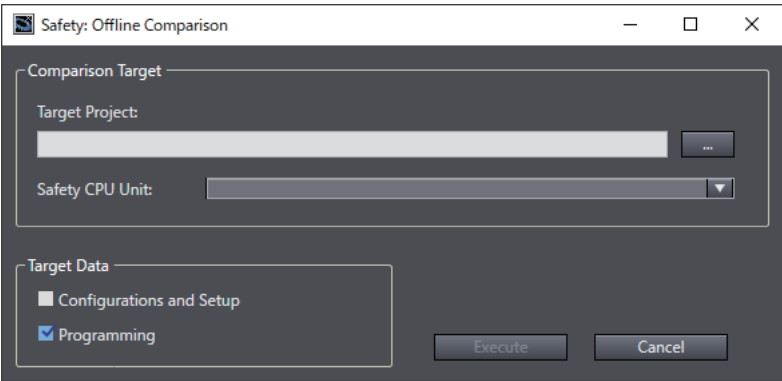 Safety: Offline Comparison
Comparison Target
Target Project:
...
Safety CPU Unit:
Target Data
Configurations and Setup
Programming
Execute
Cancel